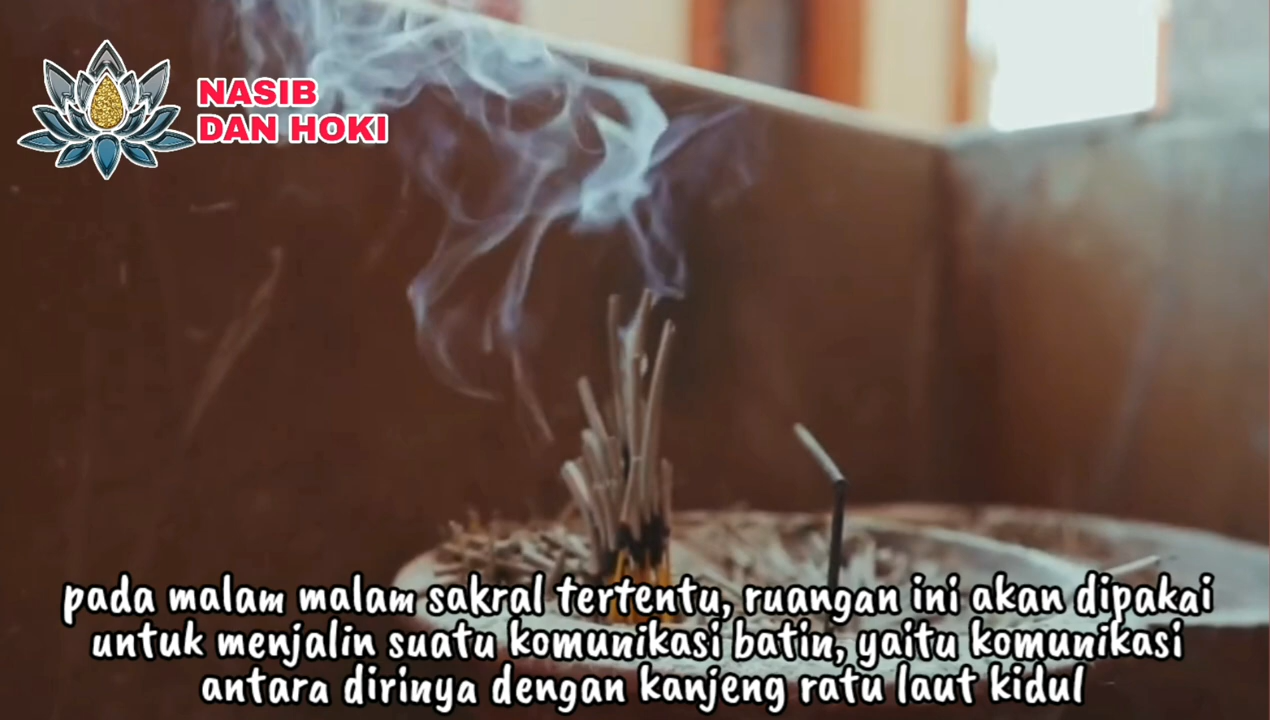 NASIB
DAN HOKI
pada malam malam sakral tertentu, ruangan ini akan dipakai
untuk menjalin suatu komunikasi batin, yaitu komunikasi
antara dirinya dengan kanjeng ratu laut kidul